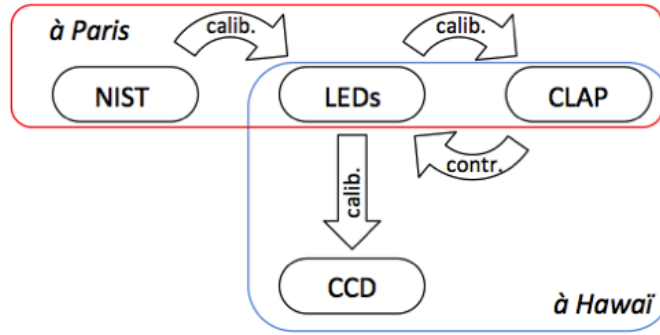 à Paris
calib.
calib.
NIST
LEDs
CLAP
contr.
calib.
CCD
à Hawaï